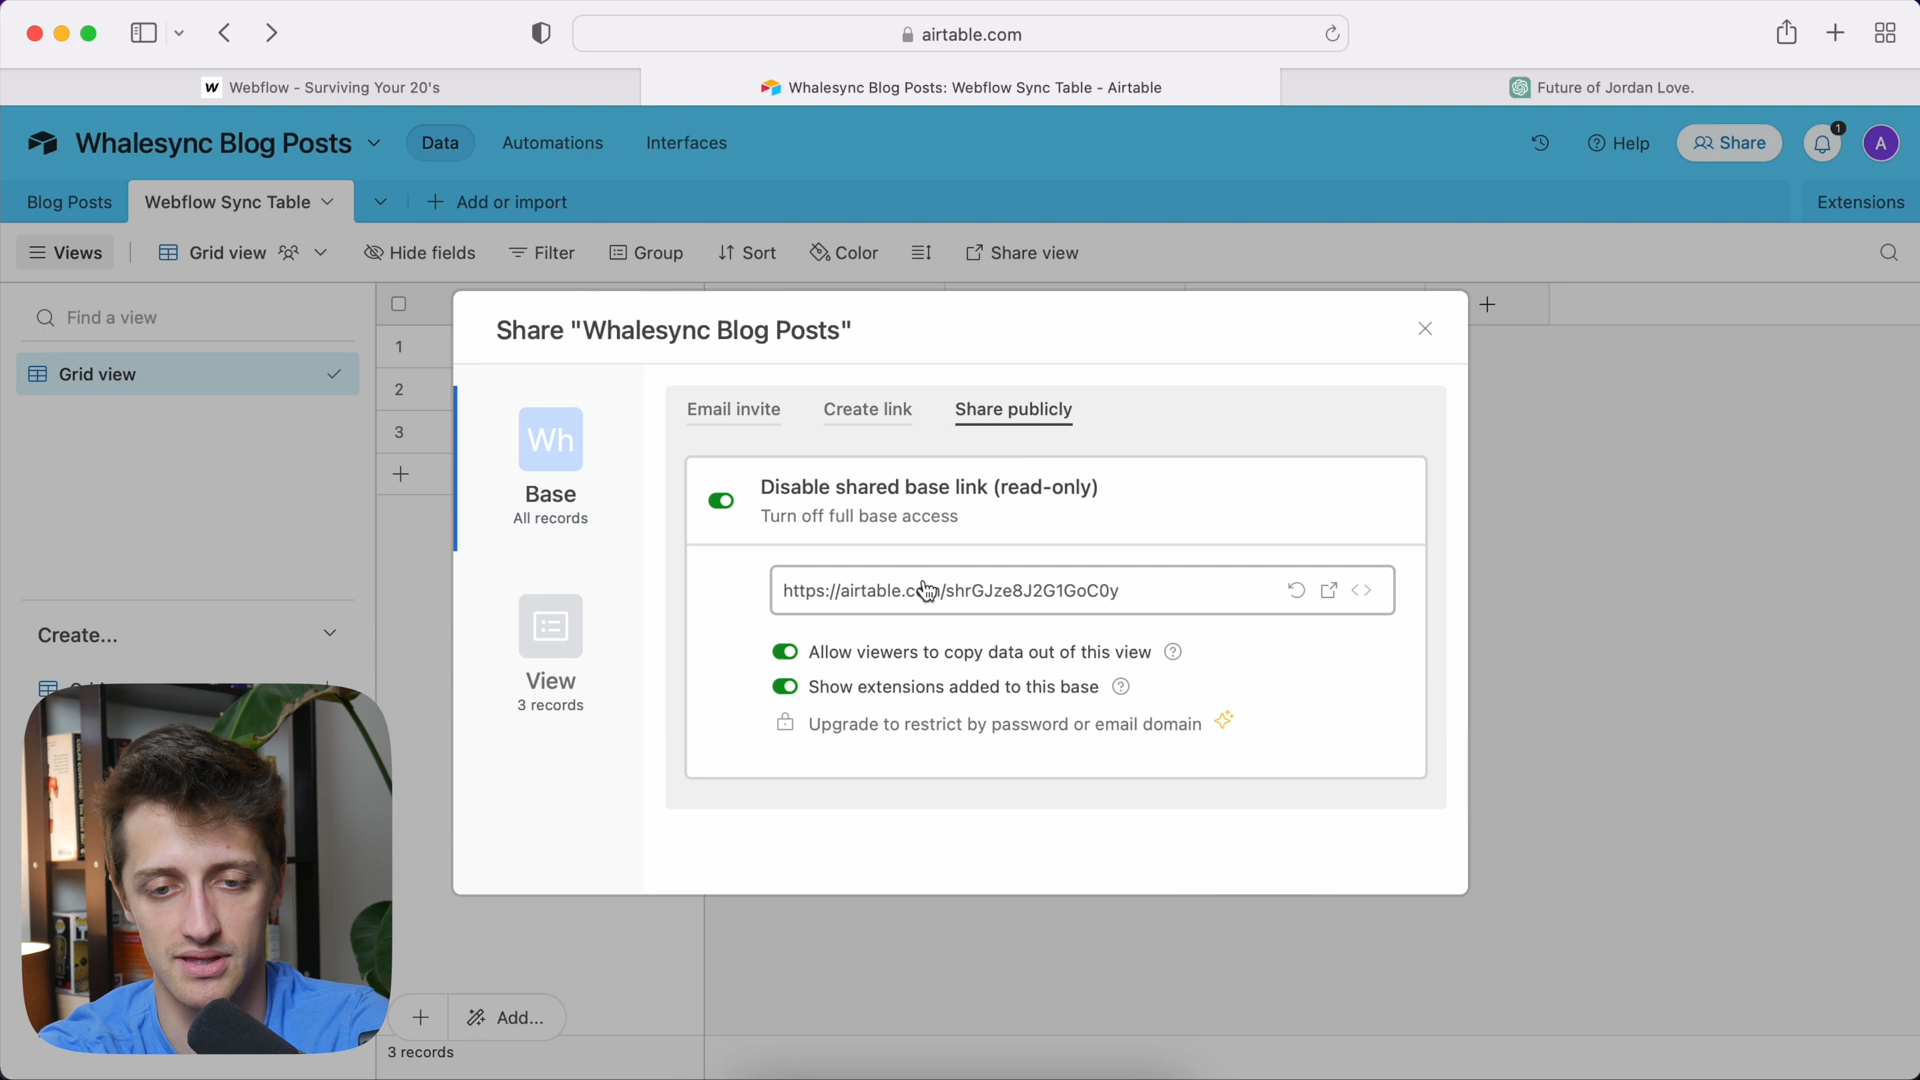 airtable.com
W Webflow - Surviving Your 20's
Whalesync Blog Posts: Webflow Sync Table - Airtable
Future of Jordan Love.
Whalesync Blog Posts
Data
Automations
Interfaces
Help
Share
1
A
Blog Posts
Webflow Sync Table
Add or import
Extensions
Views
Grid view
Hide fields
Filter
Group
Sort
Color
Share view
Find a view
Grid view
1
2
3
Create...
Share "Whalesync Blog Posts"
Wh
Base
All records
View
3 records
Email invite
Create link
Share publicly
Disable shared base link (read-only)
Turn off full base access
https://airtable.com/shrGJze8J2G1GoC0y
Allow viewers to copy data out of this view
Show extensions added to this base
Upgrade to restrict by password or email domain
Add...
3 records